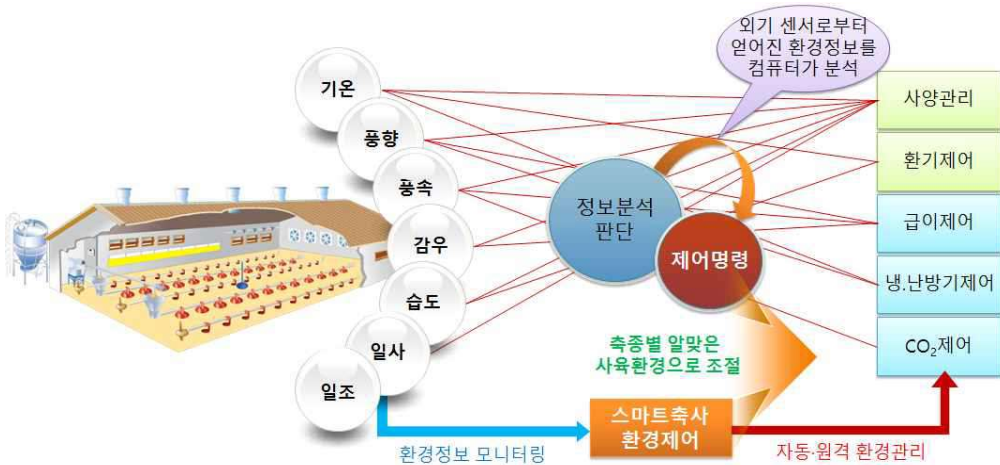 외기 센서로부터
얻어진 환경정보를
컴퓨터가 분석
기온
풍향
풍속
감우
습도
일사
일조
정보분석
판단
제어명령
사양관리
환기제어
급이제어
냉.난방기제어
CO₂제어
축종별 알맞은
사육환경으로 조절
스마트축사
환경제어
환경정보 모니터링
자동·원격 환경관리